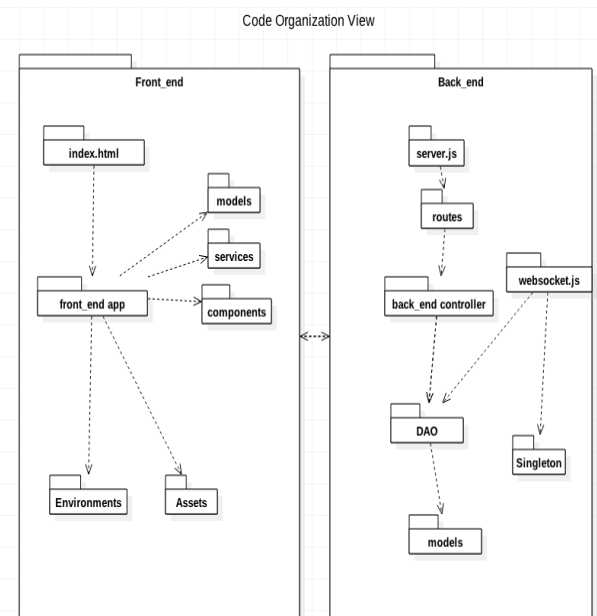 Code Organization View
Front_end
index.html
models
services
front_end app
components
Environments
Assets
Back_end
server.js
routes
websocket.js
back_end controller
DAO
Singleton
models